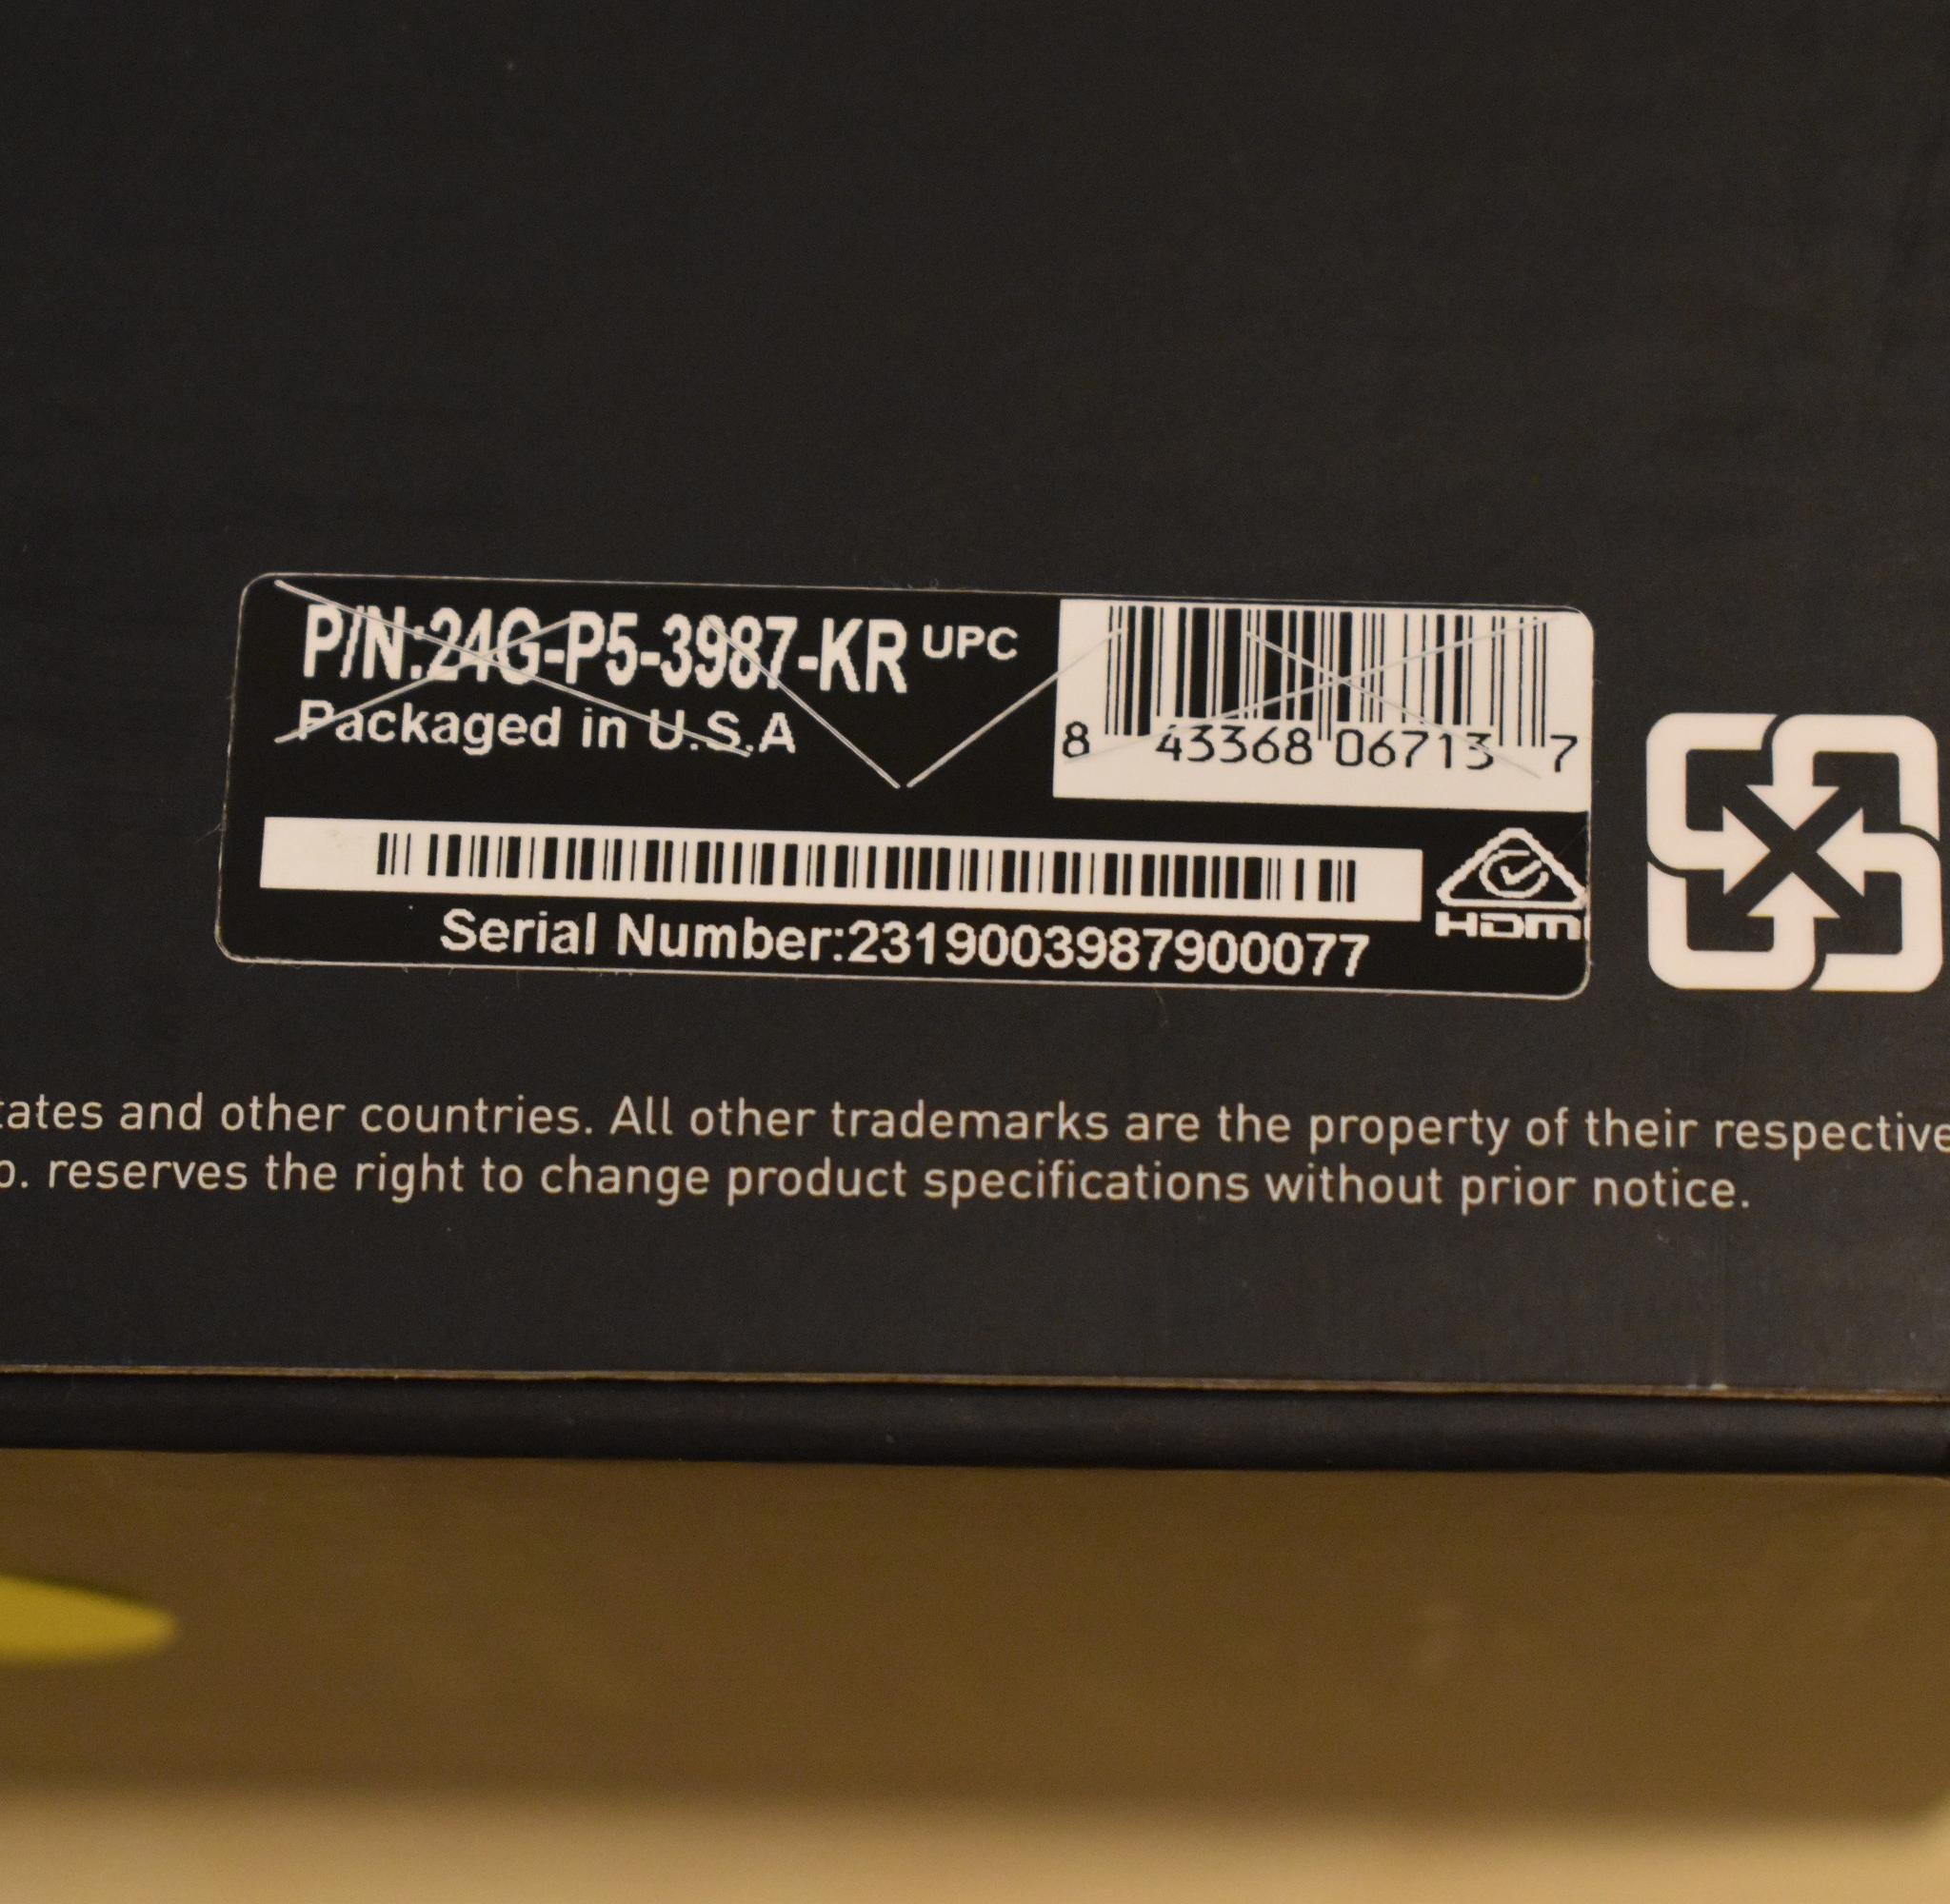 P/N:24G-P5-3987-KR UPC
Packaged in U.S.A
8 43368 06713 7
Serial Number:2319003987900077
HDMI
tates and other countries. All other trademarks are the property of their respective
p. reserves the right to change product specifications without prior notice.